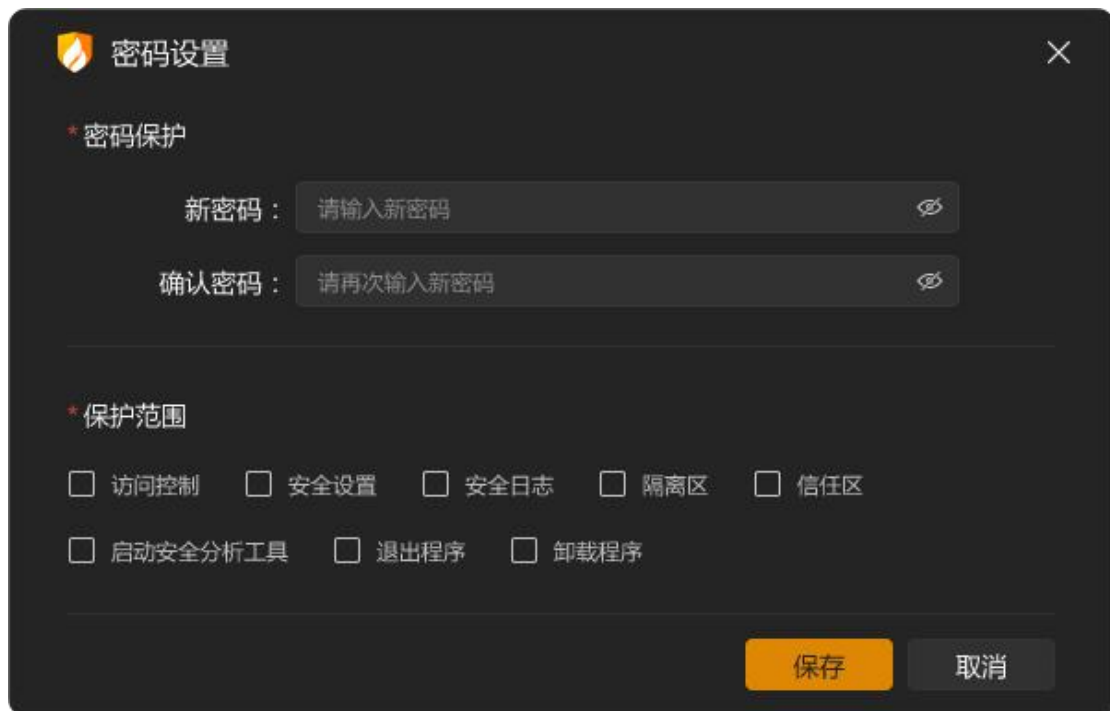 密码设置
*密码保护
新密码： 请输入新密码
确认密码： 请再次输入新密码
*保护范围
访问控制 安全设置 安全日志 隔离区 信任区
启动安全分析工具 退出程序 卸载程序
保存 取消